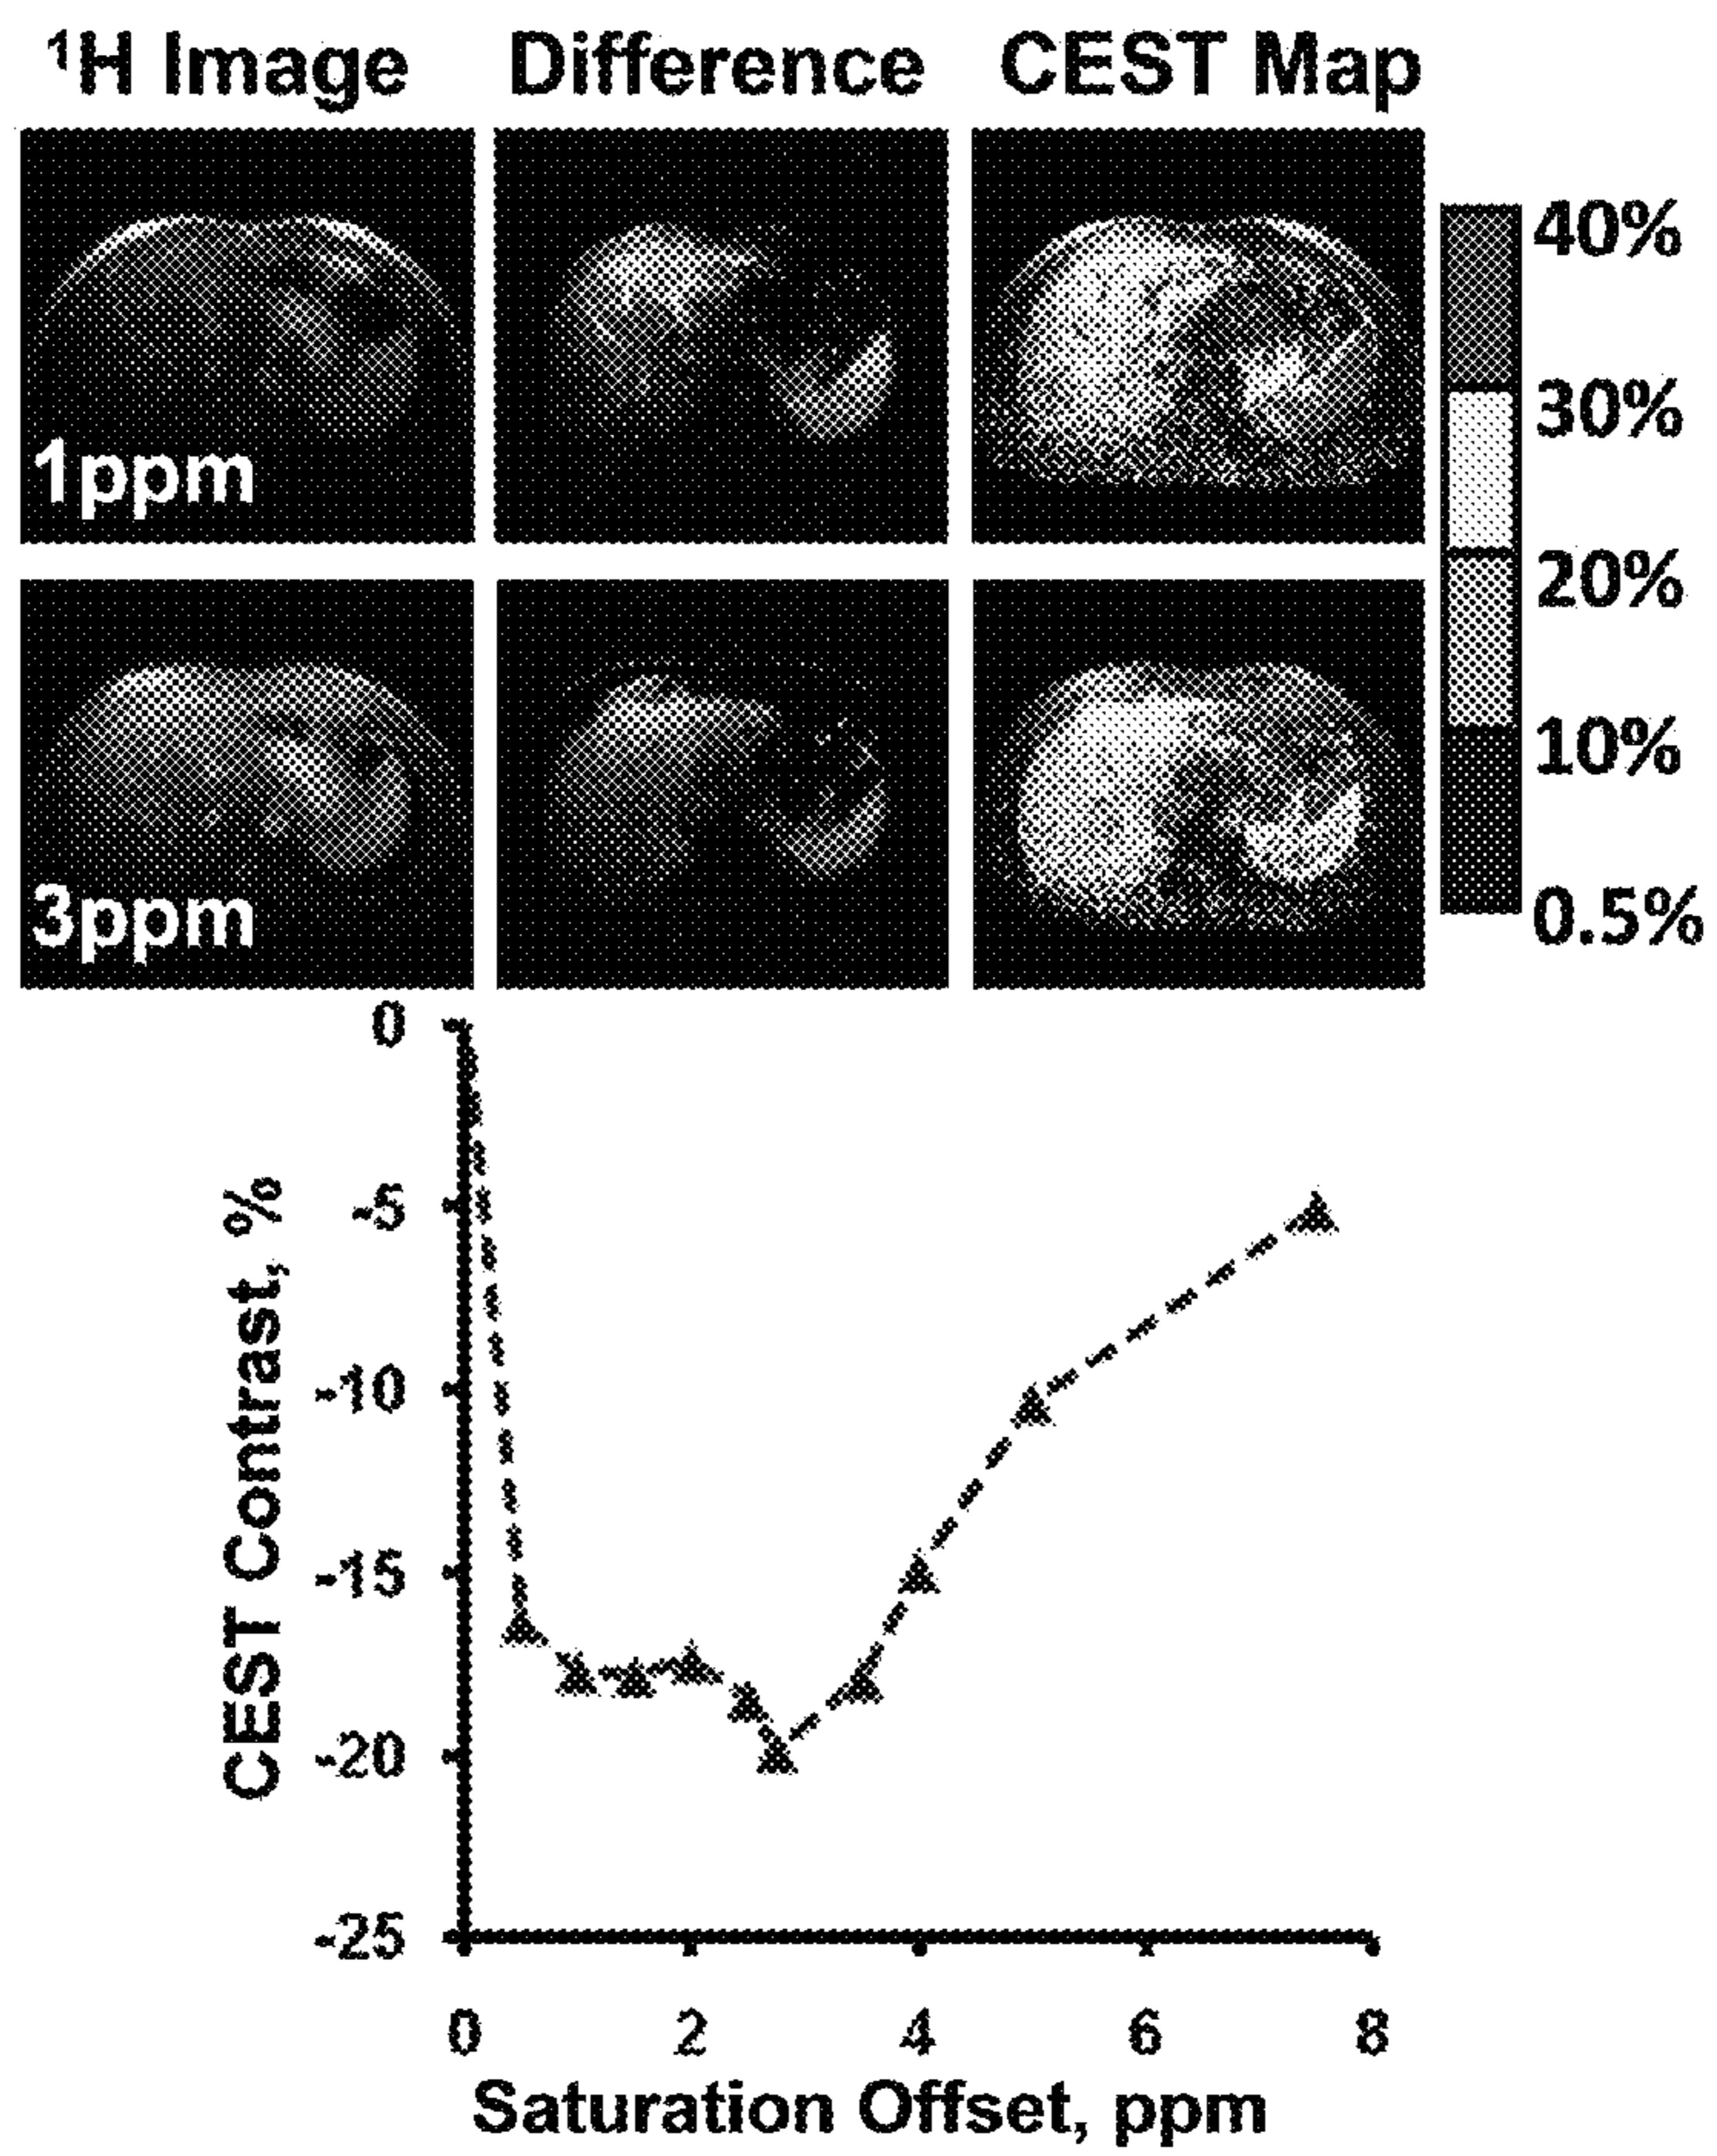 ¹H Image Difference CEST Map
40%
30%
20%
10%
0.5%
1ppm
3ppm
0
-5
-10
-15
-20
-25
CEST Contrast, %
0 2 4 6 8
Saturation Offset, ppm